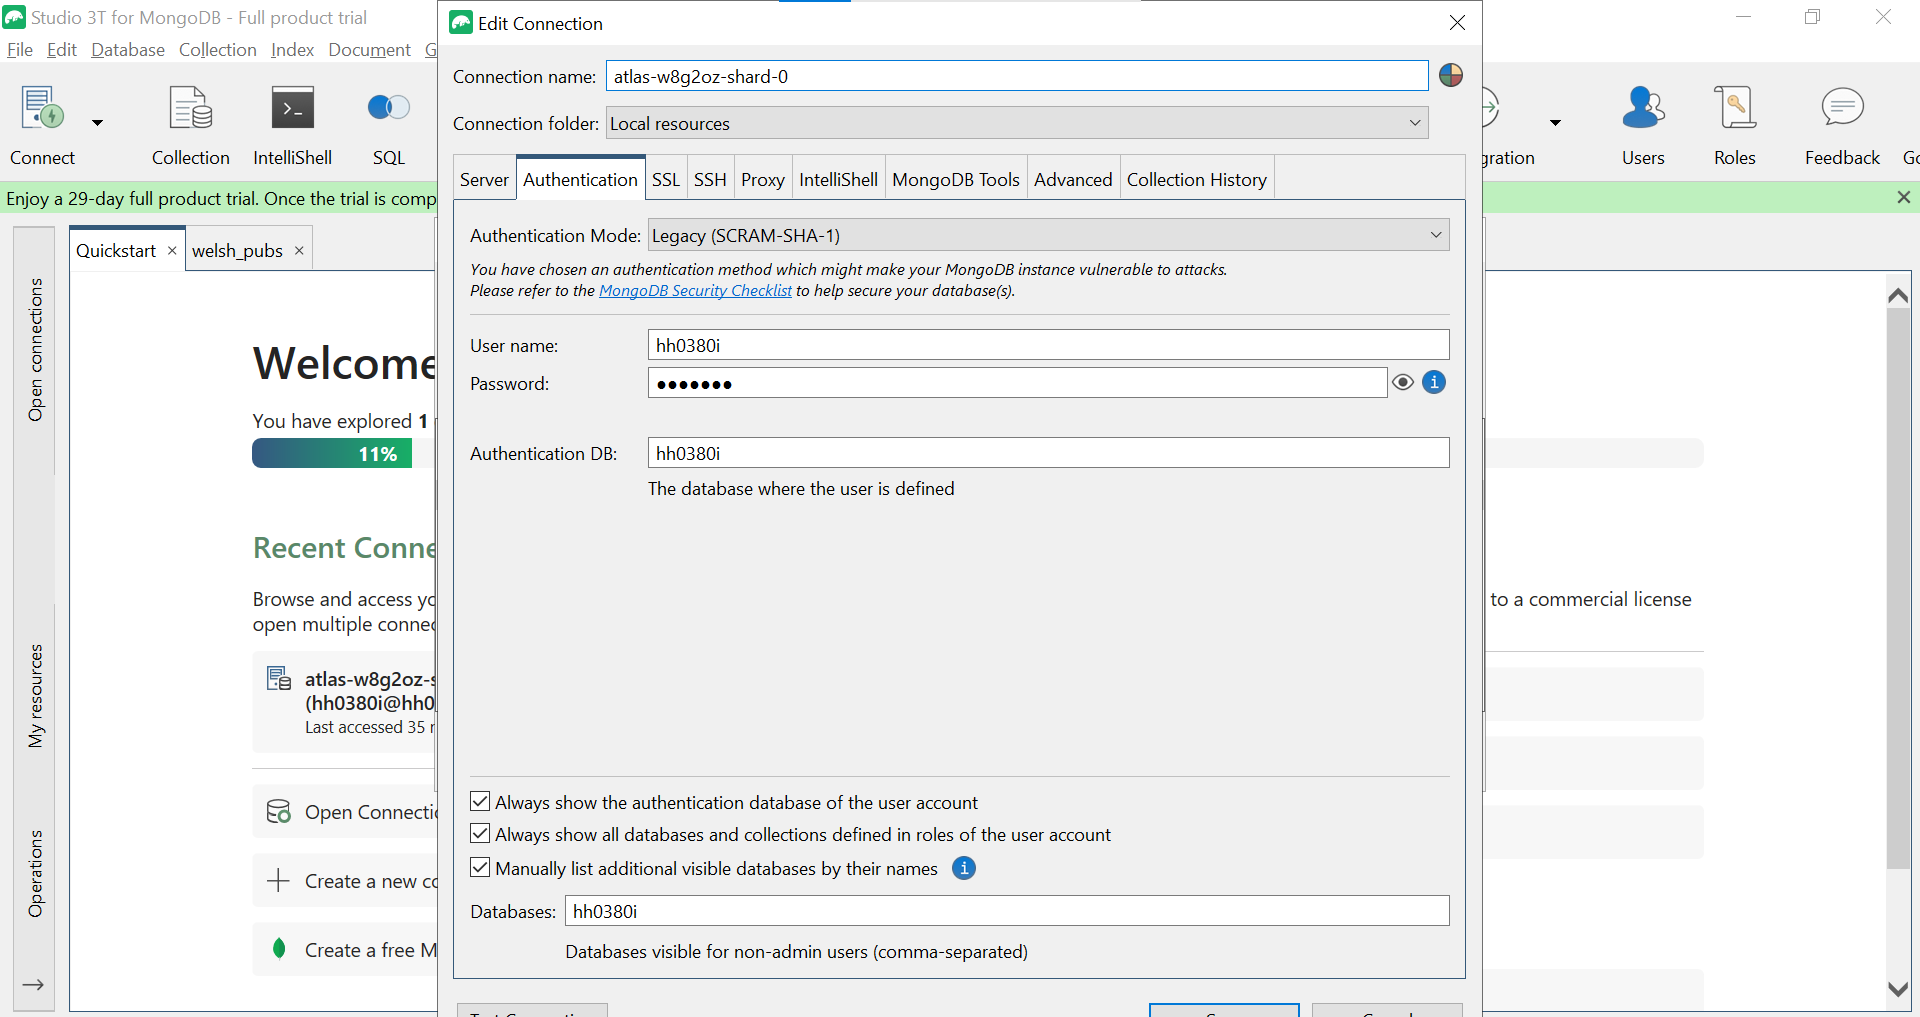 Studio 3T for MongoDB - Full product trial
File Edit Database Collection Index Document G
Connect
Collection
IntelliShell
SQL
gration
Users
Roles
Feedback
Enjoy a 29-day full product trial. Once the trial is comp
Quickstart
welsh_pubs
Open connections
My resources
Operations
Welcome
You have explored 1
11%
Recent Conne
Browse and access yo
open multiple connec
to a commercial license
atlas-w8g2oz-s
(hh0380i@hh0
Last accessed 35 r
Open Connectio
Create a new co
Create a free M
Edit Connection
Connection name: atlas-w8g2oz-shard-0
Connection folder: Local resources
Server Authentication SSL SSH Proxy IntelliShell MongoDB Tools Advanced Collection History
Authentication Mode: Legacy (SCRAM-SHA-1)
You have chosen an authentication method which might make your MongoDB instance vulnerable to attacks.
Please refer to the MongoDB Security Checklist to help secure your database(s).
User name: hh0380i
Password: ●●●●●●●
Authentication DB: hh0380i
The database where the user is defined
Always show the authentication database of the user account
Always show all databases and collections defined in roles of the user account
Manually list additional visible databases by their names
Databases: hh0380i
Databases visible for non-admin users (comma-separated)